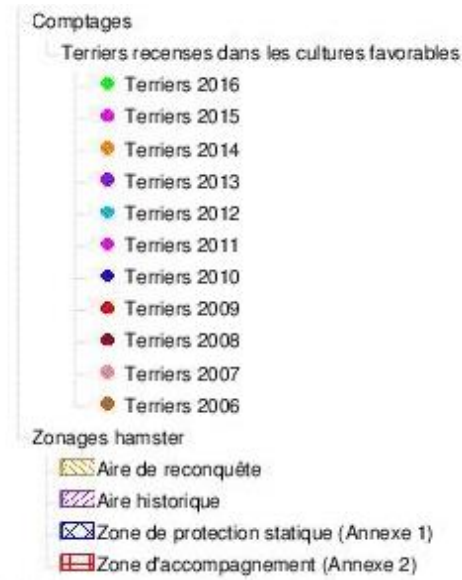 Comptages
Terriers recenses dans les cultures favorables
Terriers 2016
Terriers 2015
Terriers 2014
Terriers 2013
Terriers 2012
Terriers 2011
Terriers 2010
Terriers 2009
Terriers 2008
Terriers 2007
Terriers 2006
Zonages hamster
Aire de reconquête
Aire historique
Zone de protection statique (Annexe 1)
Zone d'accompagnement (Annexe 2)